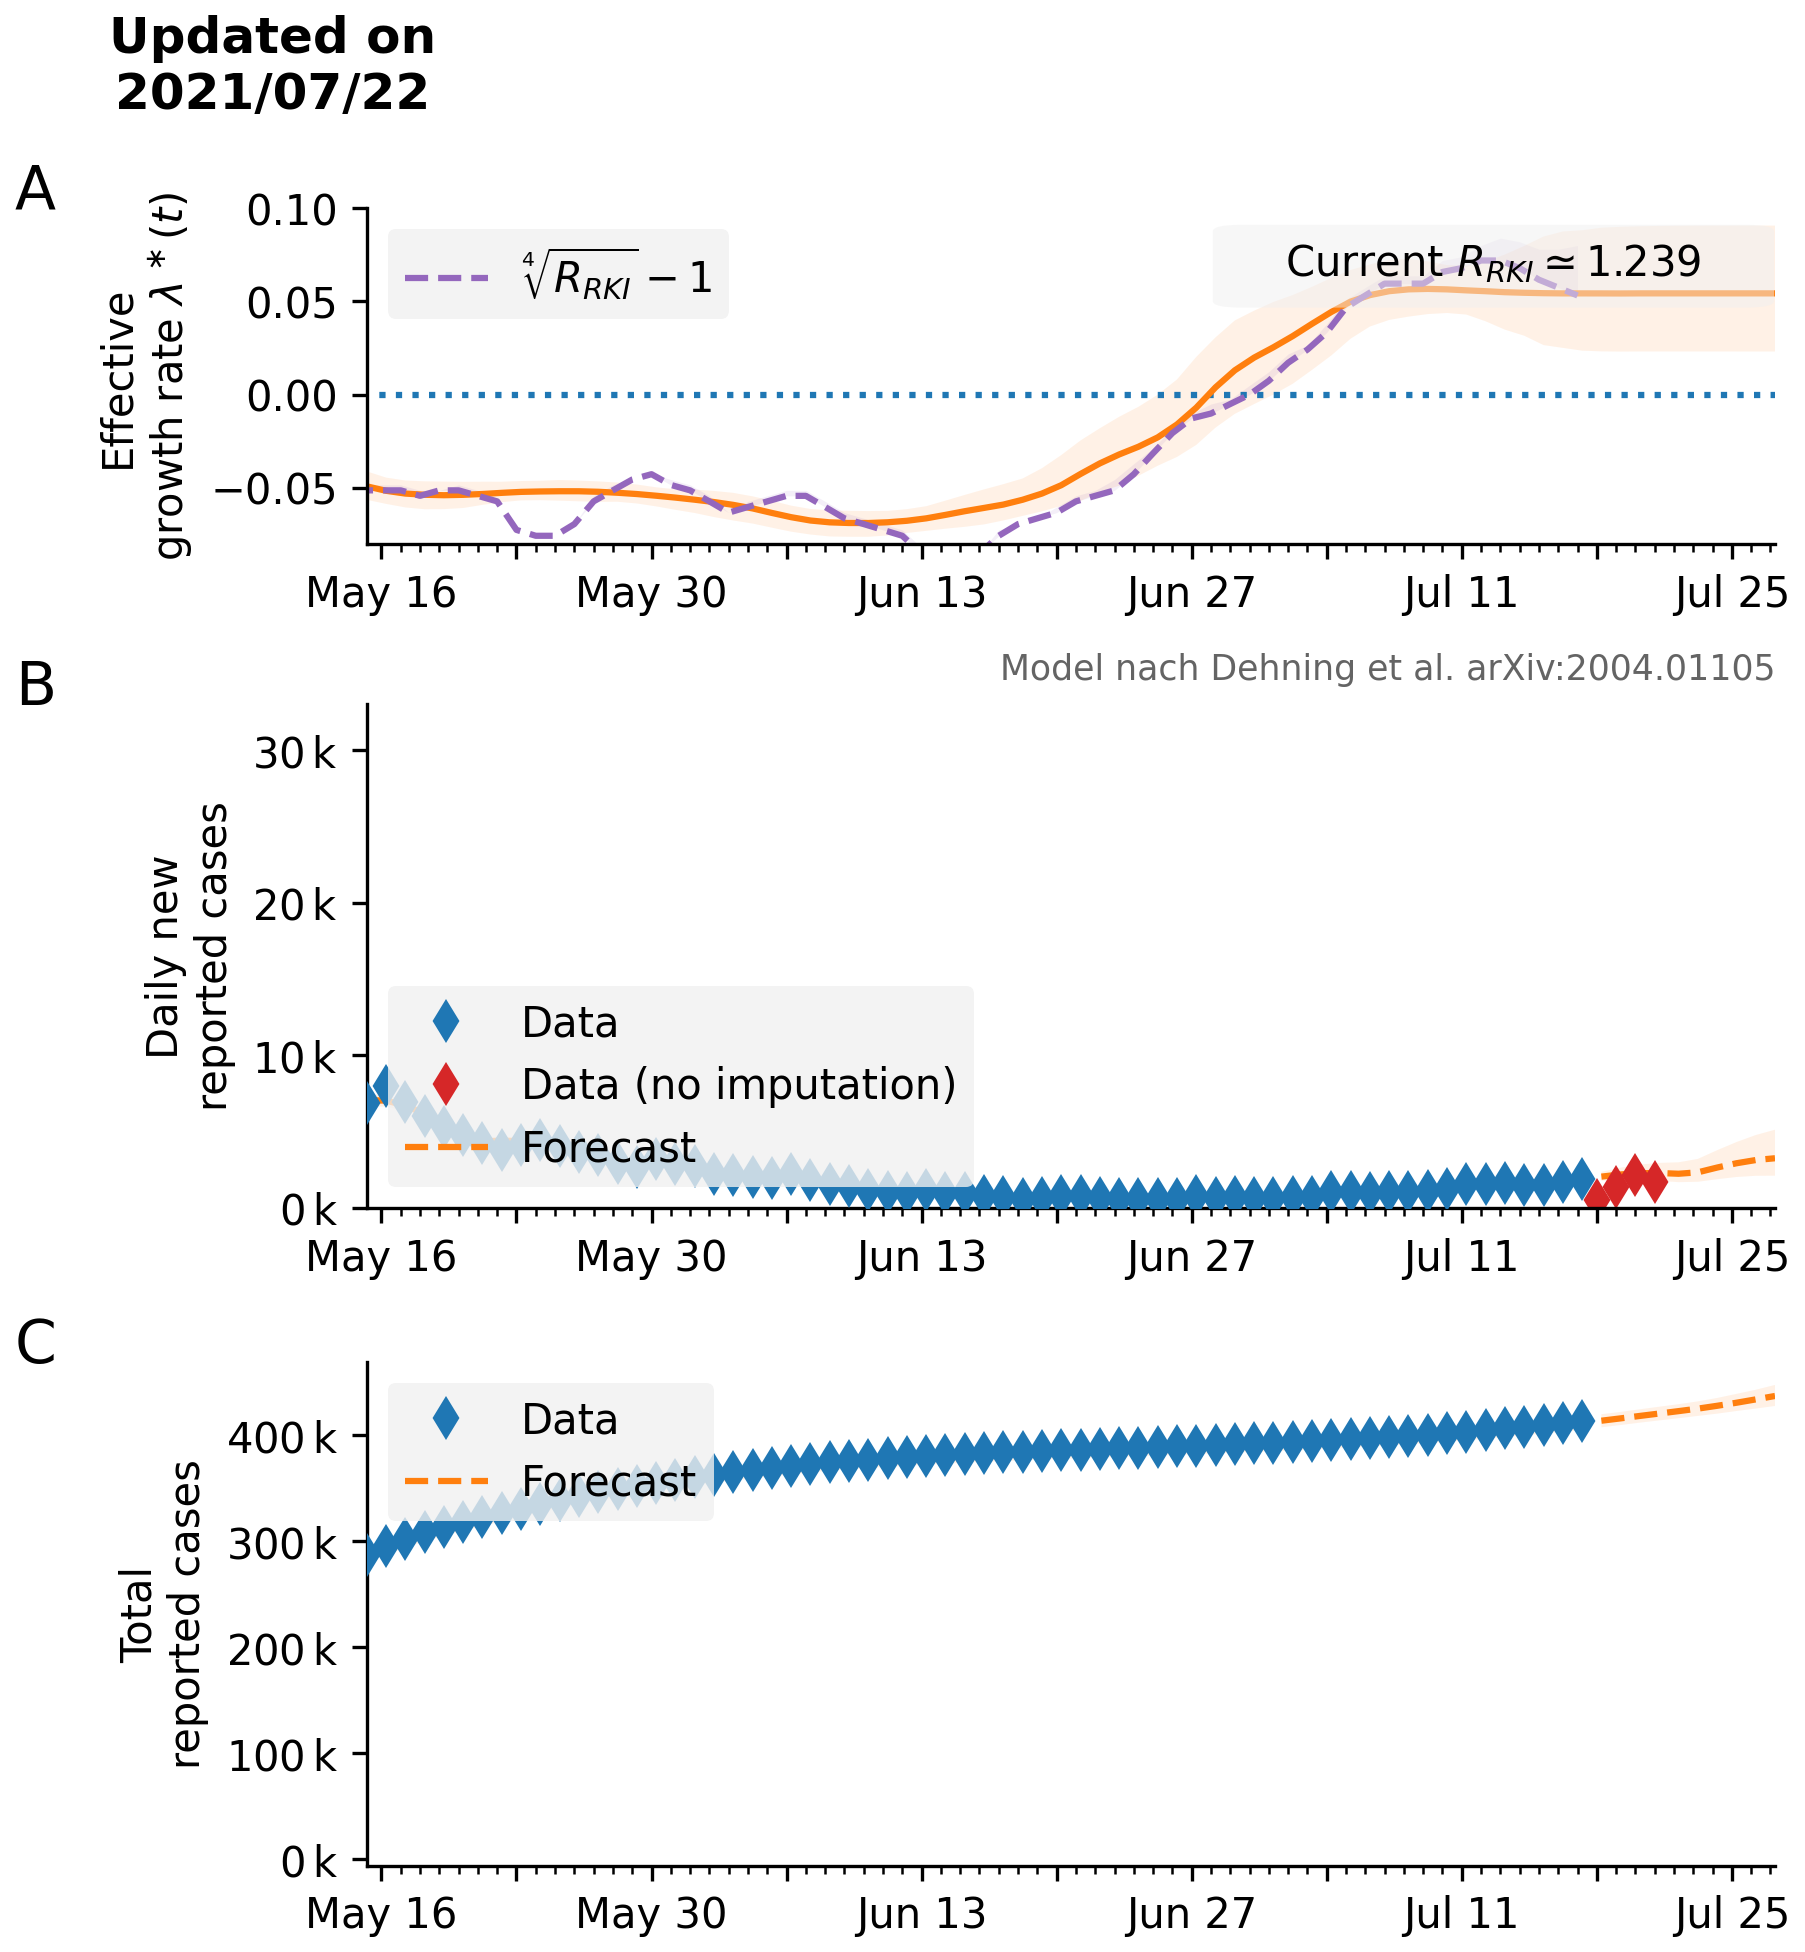 Updated on
2021/07/22
A
Effective
growth rate λ * (t)
0.10
0.05
0.00
−0.05
∜R_RKI − 1
Current R_RKI ≃ 1.239
May 16 May 30 Jun 13 Jun 27 Jul 11 Jul 25
Model nach Dehning et al. arXiv:2004.01105
B
Daily new
reported cases
30 k
20 k
10 k
0 k
Data
Data (no imputation)
Forecast
May 16 May 30 Jun 13 Jun 27 Jul 11 Jul 25
C
Total
reported cases
400 k
300 k
200 k
100 k
0 k
Data
Forecast
May 16 May 30 Jun 13 Jun 27 Jul 11 Jul 25